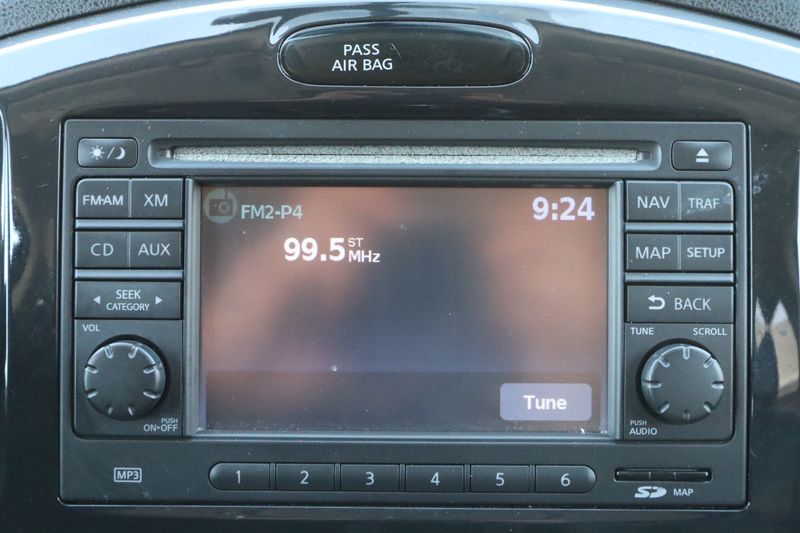 PASS
AIR BAG
FM•AM
XM
CD
AUX
SEEK
CATEGORY
VOL
PUSH
ON•OFF
MP3
FM2-P4
9:24
99.5 ST MHz
Tune
NAV
TRAF
MAP
SETUP
BACK
TUNE
SCROLL
PUSH
AUDIO
1
2
3
4
5
6
SD
MAP